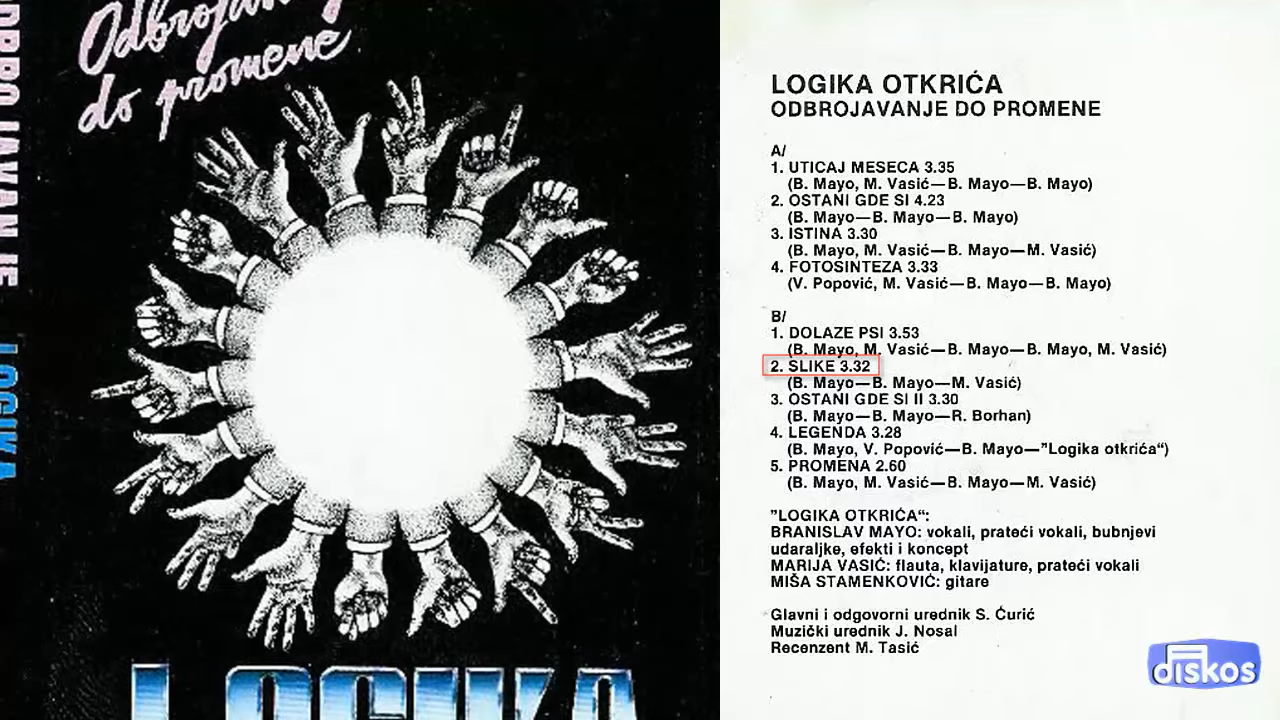 Odbrojav
do promene
LOGIKA
LOGIKA OTKRIĆA
ODBROJAVANJE DO PROMENE
A/
1. UTICAJ MESECA 3.35
(B. Mayo, M. Vasić—B. Mayo—B. Mayo)
2. OSTANI GDE SI 4.23
(B. Mayo—B. Mayo—B. Mayo)
3. ISTINA 3.30
(B. Mayo, M. Vasić—B. Mayo—M. Vasić)
4. FOTOSINTEZA 3.33
(V. Popović, M. Vasić—B. Mayo—B. Mayo)
B/
1. DOLAZE PSI 3.53
(B. Mayo, M. Vasić—B. Mayo—B. Mayo, M. Vasić)
2. SLIKE 3.32
(B. Mayo—B. Mayo—M. Vasić)
3. OSTANI GDE SI II 3.30
(B. Mayo—B. Mayo—R. Borhan)
4. LEGENDA 3.28
(B. Mayo, V. Popović—B. Mayo—”Logika otkrića“)
5. PROMENA 2.60
(B. Mayo, M. Vasić—B. Mayo—M. Vasić)
”LOGIKA OTKRIĆA“:
BRANISLAV MAYO: vokali, prateći vokali, bubnjevi
udaraljke, efekti i koncept
MARIJA VASIĆ: flauta, klavijature, prateći vokali
MIŠA STAMENKOVIĆ: gitare
Glavni i odgovorni urednik S. Ćurić
Muzički urednik J. Nosal
Recenzent M. Tasić
diskos
LOGIKA